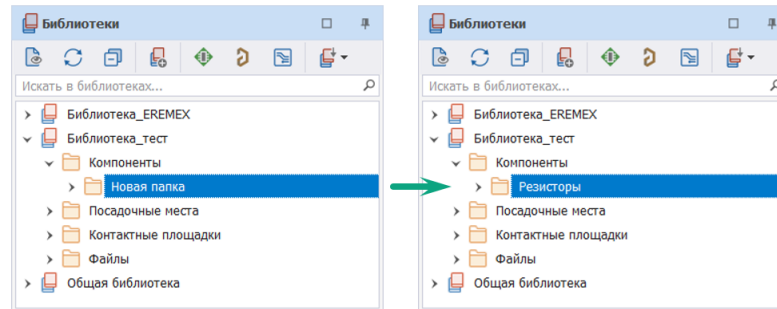 Библиотеки
Искать в библиотеках...
Библиотека_EREMEX
Библиотека_тест
Компоненты
Новая папка
Посадочные места
Контактные площадки
Файлы
Общая библиотека
Библиотеки
Искать в библиотеках...
Библиотека_EREMEX
Библиотека_тест
Компоненты
Резисторы
Посадочные места
Контактные площадки
Файлы
Общая библиотека